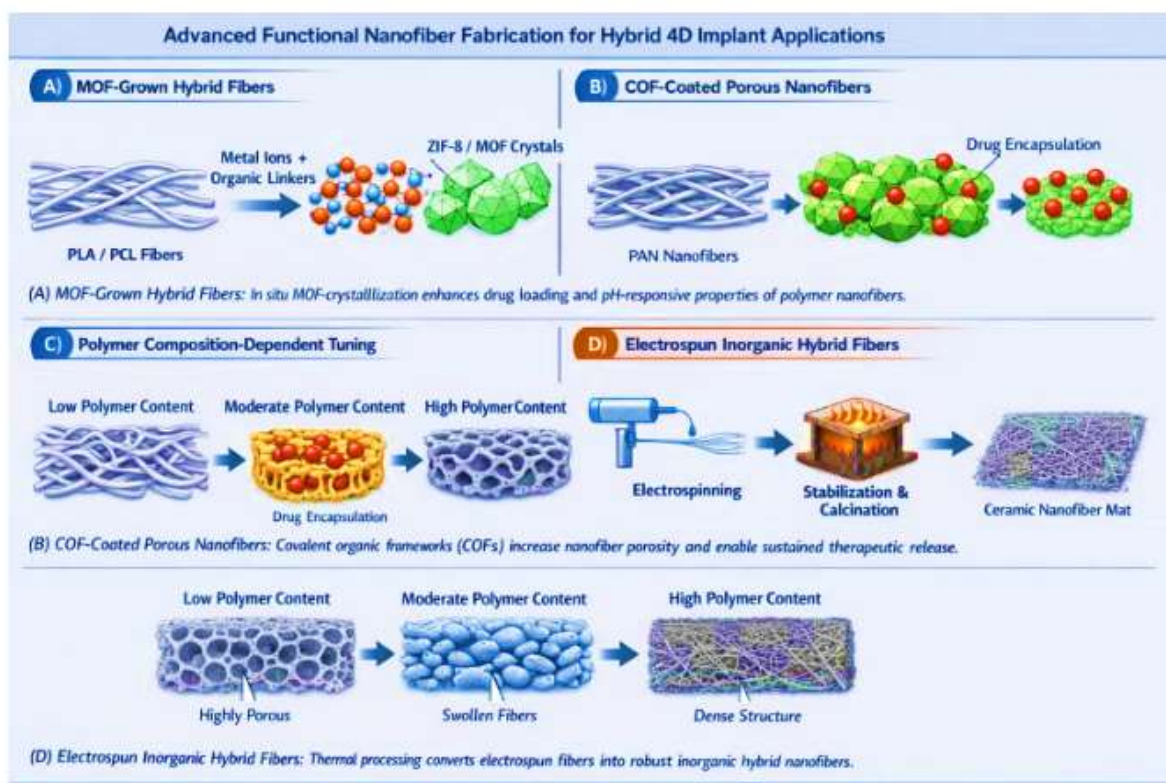 Advanced Functional Nanofiber Fabrication for Hybrid 4D Implant Applications
A) MOF-Grown Hybrid Fibers
Metal Ions +
Organic Linkers
ZIF-8 / MOF Crystals
PLA / PCL Fibers
B) COF-Coated Porous Nanofibers
Drug Encapsulation
PAN Nanofibers
(A) MOF-Grown Hybrid Fibers: In situ MOF-crystalllization enhances drug loading and pH-responsive properties of polymer nanofibers.
C) Polymer Composition-Dependent Tuning
Low Polymer Content
Moderate Polymer Content
High Polymer Content
Drug Encapsulation
D) Electrospun Inorganic Hybrid Fibers
Electrospinning
Stabilization &
Calcination
Ceramic Nanofiber Mat
(B) COF-Coated Porous Nanofibers: Covalent organic frameworks (COFs) increase nanofiber porosity and enable sustained therapeutic release.
Low Polymer Content
Moderate Polymer Content
High Polymer Content
Highly Porous
Swollen Fibers
Dense Structure
(D) Electrospun Inorganic Hybrid Fibers: Thermal processing converts electrospun fibers into robust inorganic hybrid nanofibers.